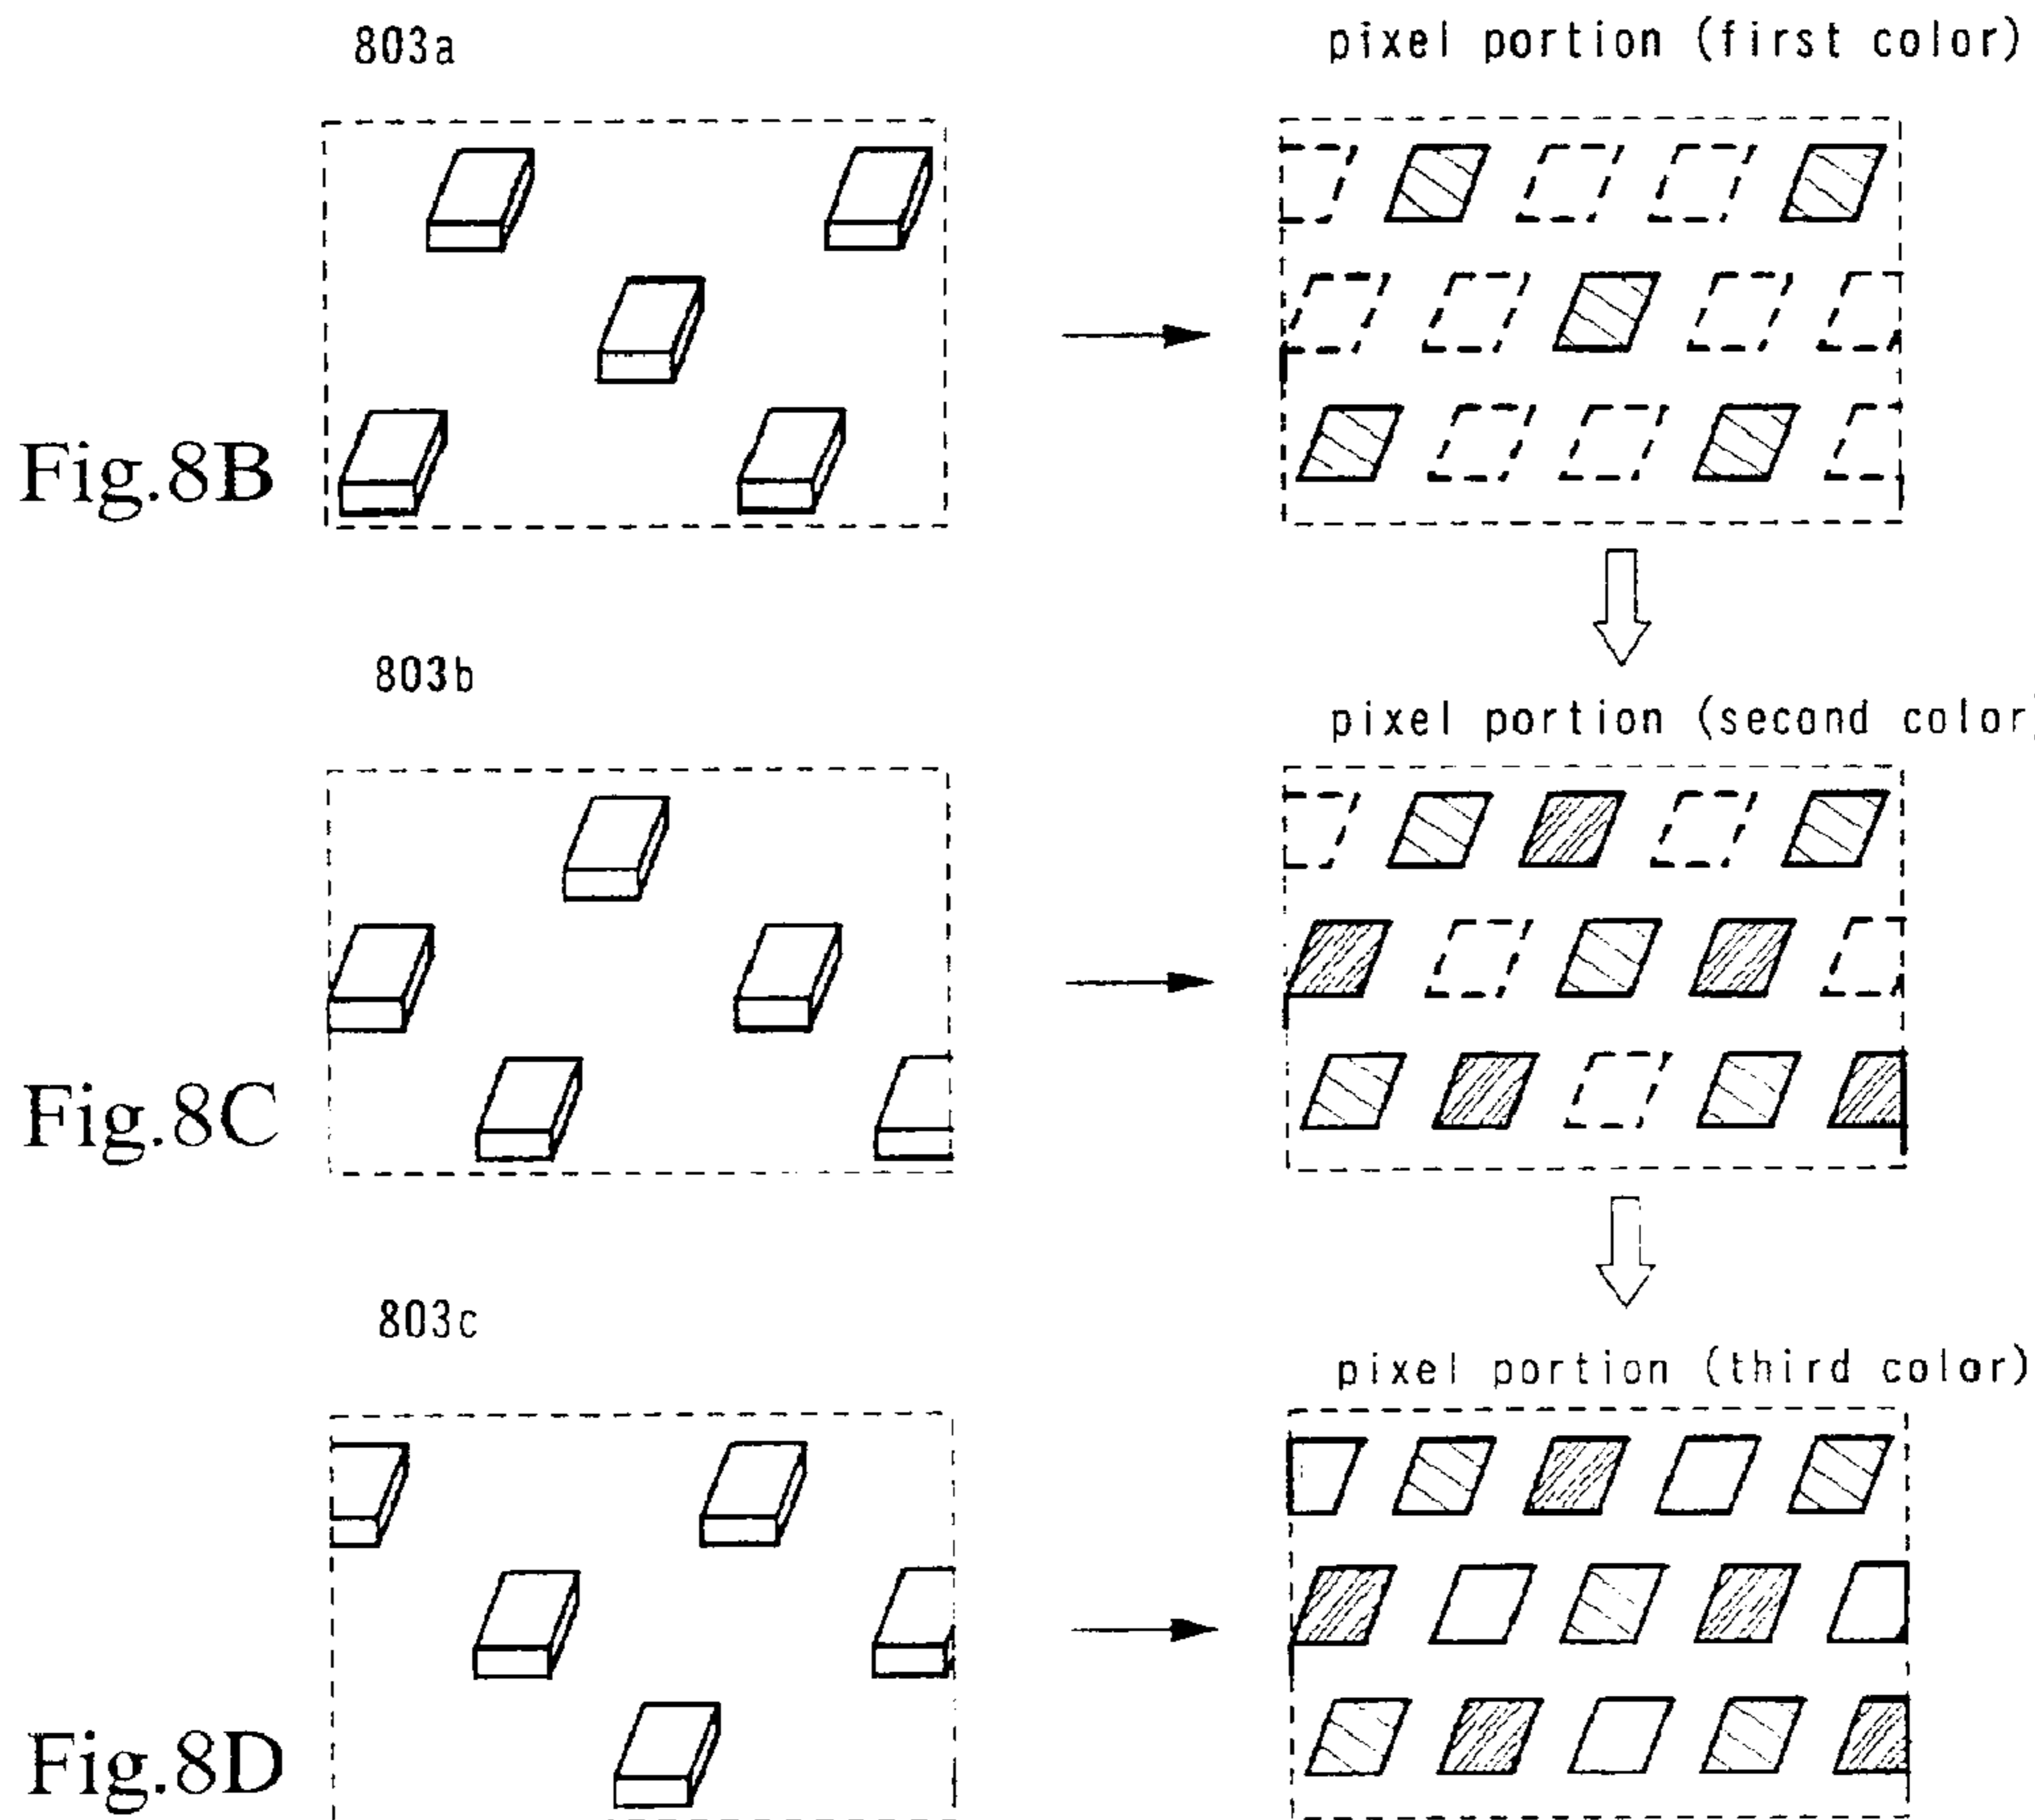 803a
pixel portion (first color)
Fig.8B
803b
pixel portion (second color)
Fig.8C
803c
pixel portion (third color)
Fig.8D